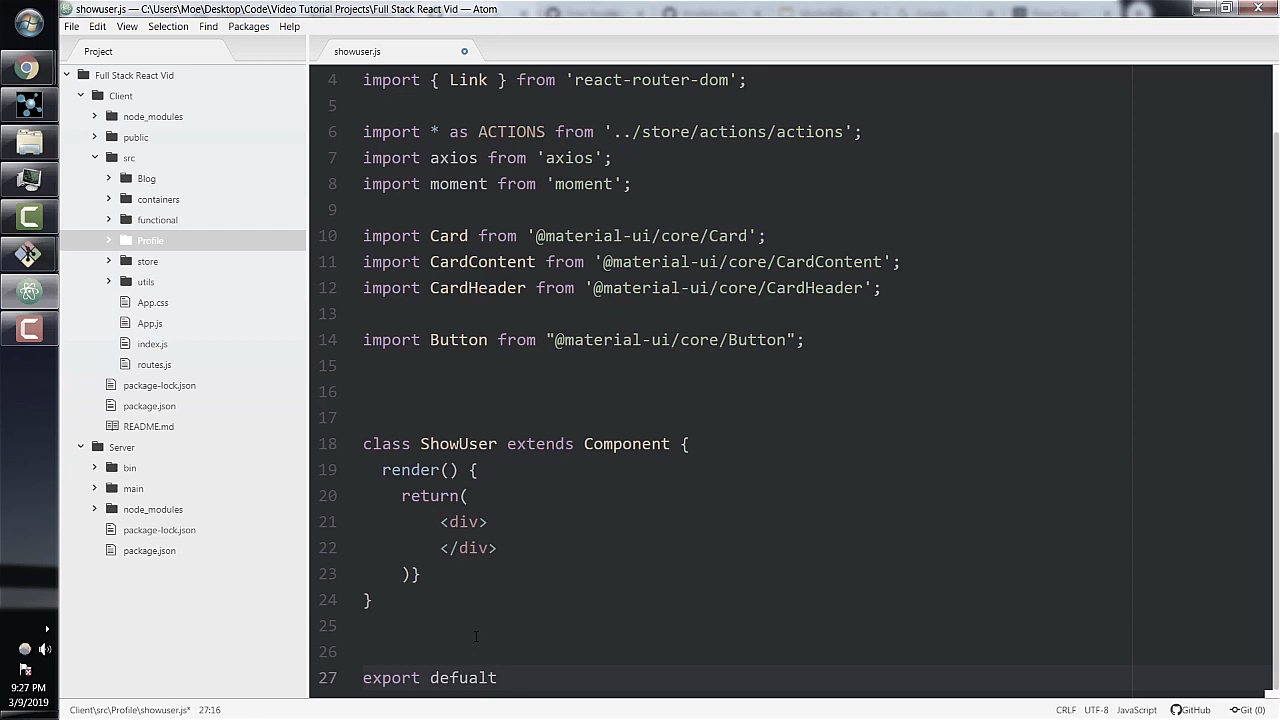 showuser.js — C:\Users\Moe\Desktop\Code\Video Tutorial Projects\Full Stack React Vid — Atom
File Edit View Selection Find Packages Help
Project
showuser.js
Full Stack React Vid
Client
node_modules
public
src
Blog
containers
functional
Profile
store
utils
App.css
App.js
index.js
routes.js
package-lock.json
package.json
README.md
Server
bin
main
node_modules
package-lock.json
package.json
4 import { Link } from 'react-router-dom';
5
6 import * as ACTIONS from '../store/actions/actions';
7 import axios from 'axios';
8 import moment from 'moment';
9
10 import Card from '@material-ui/core/Card';
11 import CardContent from '@material-ui/core/CardContent';
12 import CardHeader from '@material-ui/core/CardHeader';
13
14 import Button from "@material-ui/core/Button";
15
16
17
18 class ShowUser extends Component {
19 render() {
20 return(
21 <div>
22 </div>
23 )}
24 }
25
26
27 export defualt
9:27 PM
3/9/2019
Client\src\Profile\showuser.js* 27:16 CRLF UTF-8 JavaScript GitHub Git (0)